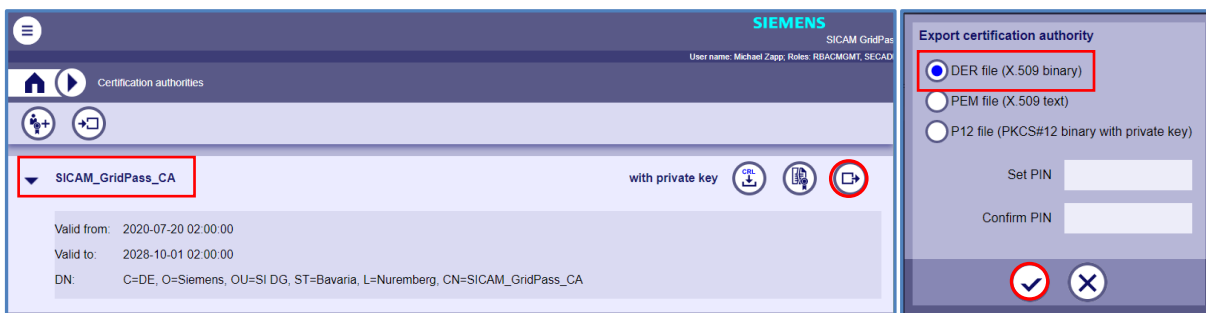 SIEMENS
SICAM GridPas
User name: Michael Zapp; Roles: RBACMGMT, SECAD
Certification authorities
SICAM_GridPass_CA
with private key
CRL
Valid from: 2020-07-20 02:00:00
Valid to: 2028-10-01 02:00:00
DN: C=DE, O=Siemens, OU=SI DG, ST=Bavaria, L=Nuremberg, CN=SICAM_GridPass_CA
Export certification authority
DER file (X.509 binary)
PEM file (X.509 text)
P12 file (PKCS#12 binary with private key)
Set PIN
Confirm PIN